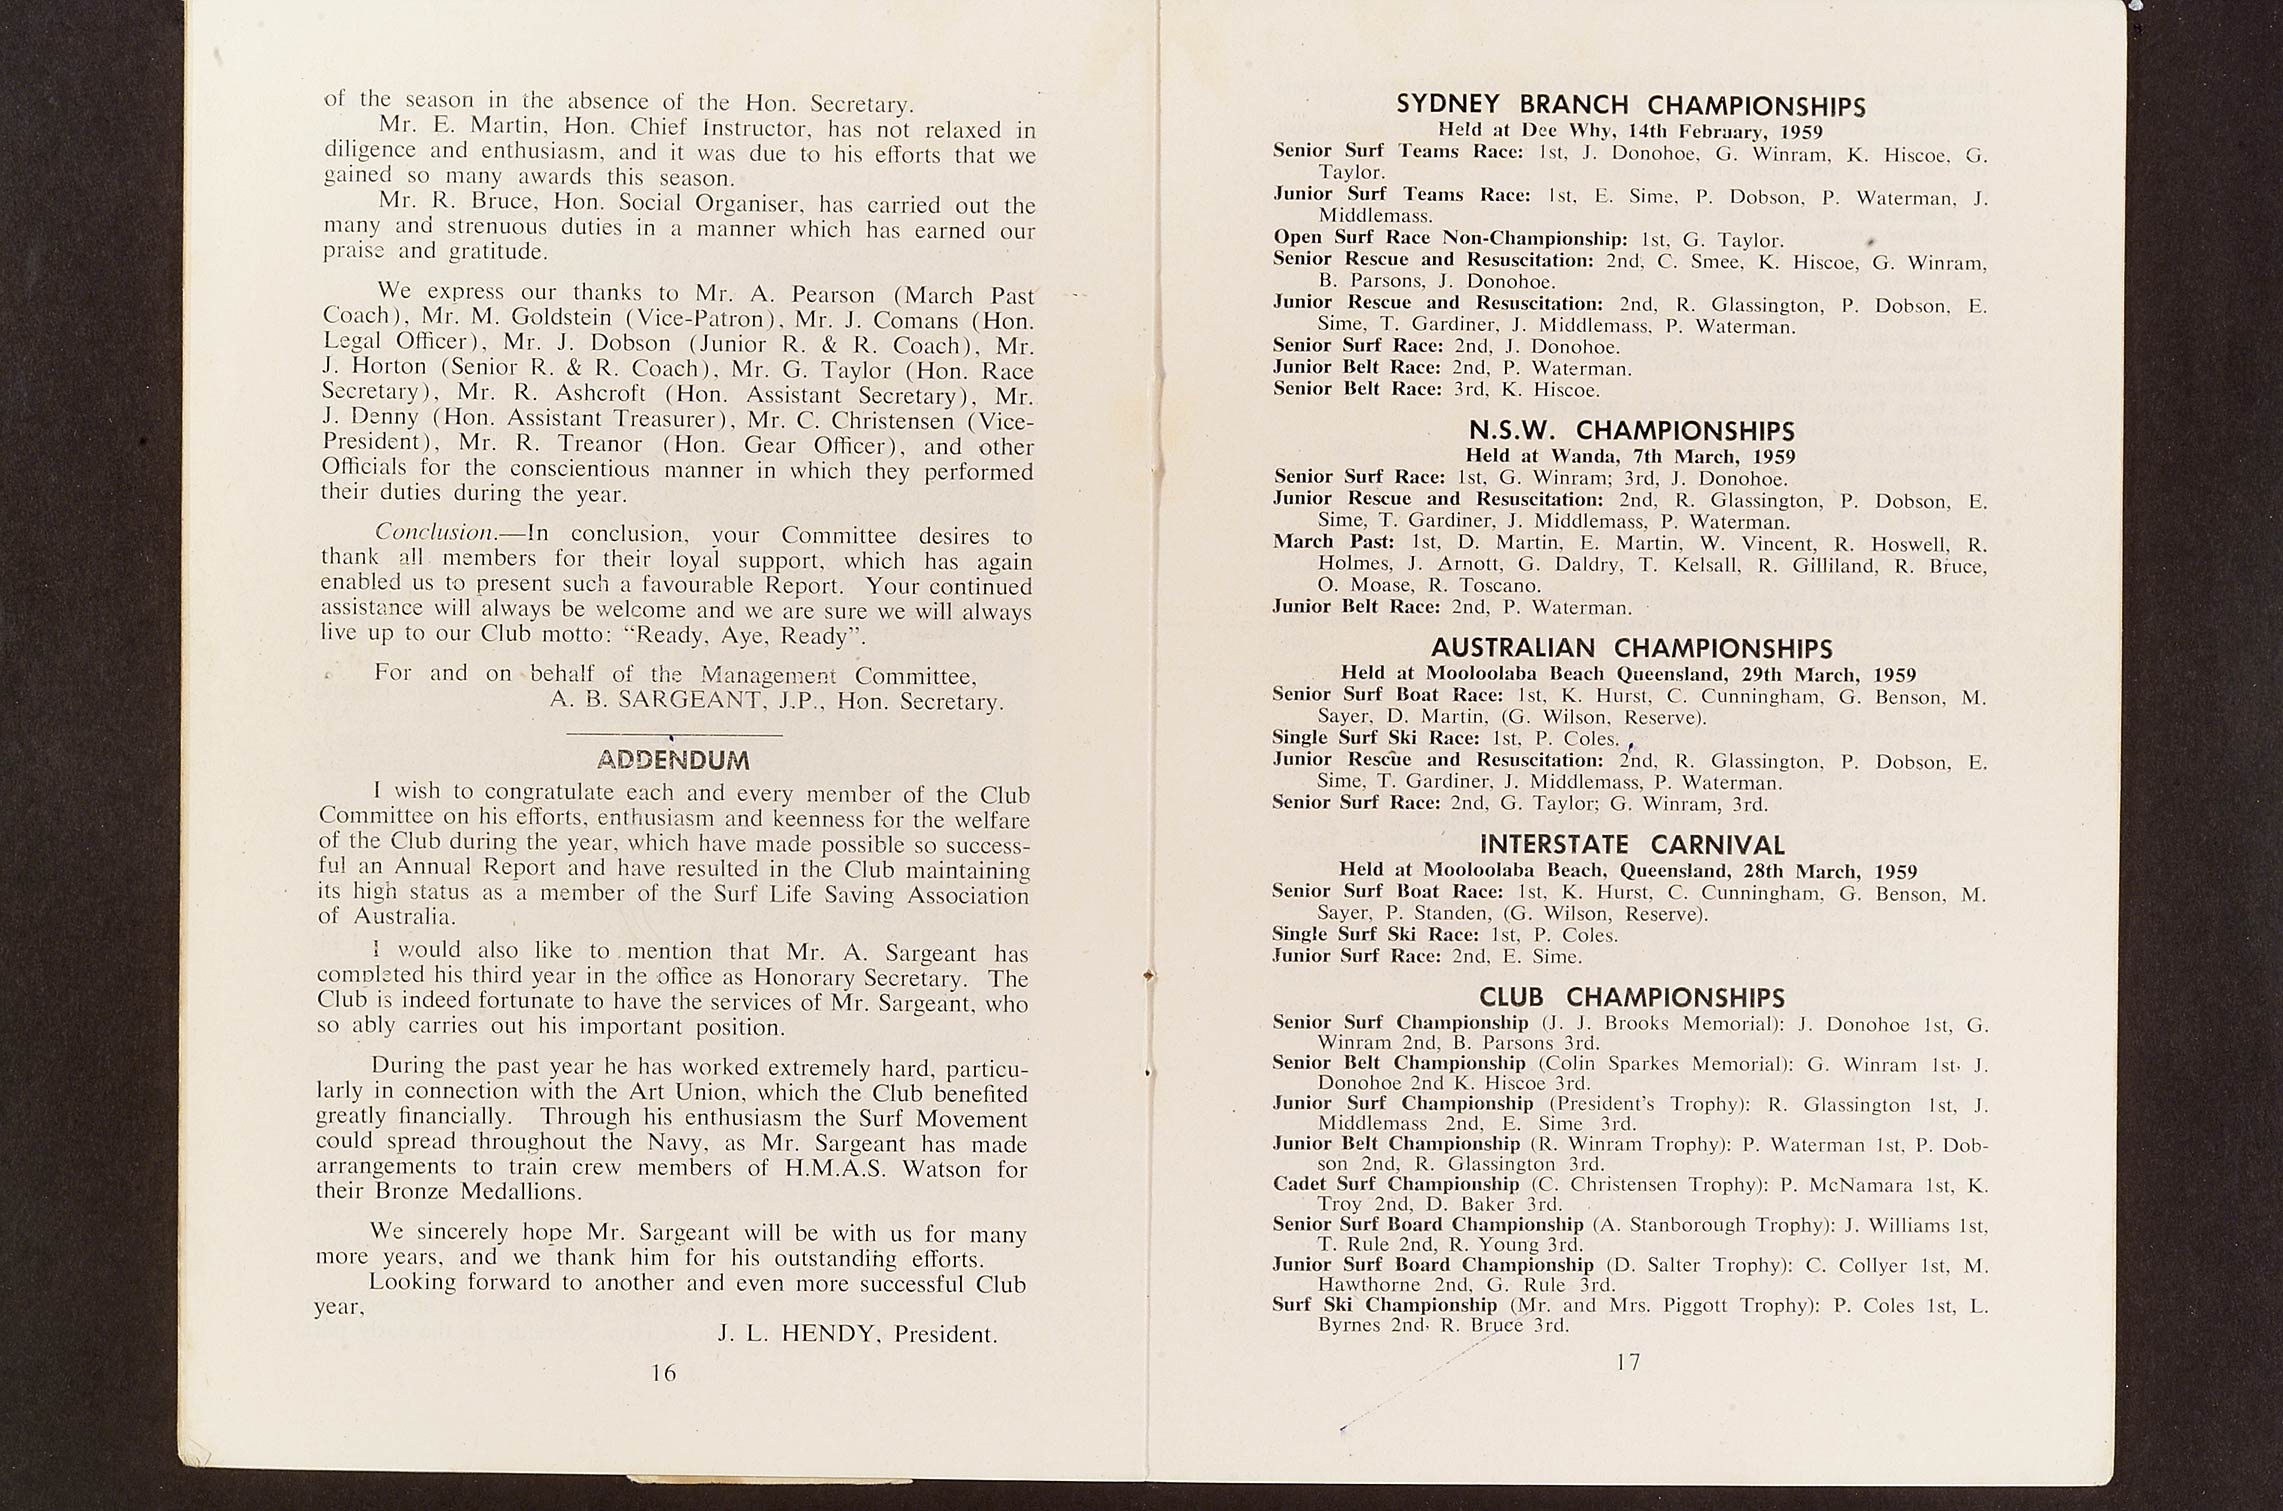 of the season in the absence of the Hon. Secretary.
Mr. E. Martin, Hon. Chief Instructor, has not relaxed in
diligence and enthusiasm, and it was due to his efforts that we
gained so many awards this season.
Mr. R. Bruce, Hon. Social Organiser, has carried out the
many and strenuous duties in a manner which has earned our
praise and gratitude.
We express our thanks to Mr. A. Pearson (March Past
Coach), Mr. M. Goldstein (Vice-Patron), Mr. J. Comans (Hon.
Legal Officer), Mr. J. Dobson (Junior R. & R. Coach), Mr.
J. Horton (Senior R. & R. Coach), Mr. G. Taylor (Hon. Race
Secretary), Mr. R. Ashcroft (Hon. Assistant Secretary), Mr.
J. Denny (Hon. Assistant Treasurer), Mr. C. Christensen (Vice-
President), Mr. R. Treanor (Hon. Gear Officer), and other
Officials for the conscientious manner in which they performed
their duties during the year.
Conclusion.—In conclusion, your Committee desires to
thank all members for their loyal support, which has again
enabled us to present such a favourable Report. Your continued
assistance will always be welcome and we are sure we will always
live up to our Club motto: "Ready, Aye, Ready".
For and on behalf of the Management Committee,
A. B. SARGEANT, J.P., Hon. Secretary.
ADDENDUM
I wish to congratulate each and every member of the Club
Committee on his efforts, enthusiasm and keenness for the welfare
of the Club during the year, which have made possible so success-
ful an Annual Report and have resulted in the Club maintaining
its high status as a member of the Surf Life Saving Association
of Australia.
I would also like to mention that Mr. A. Sargeant has
completed his third year in the office as Honorary Secretary. The
Club is indeed fortunate to have the services of Mr. Sargeant, who
so ably carries out his important position.
During the past year he has worked extremely hard, particu-
larly in connection with the Art Union, which the Club benefited
greatly financially. Through his enthusiasm the Surf Movement
could spread throughout the Navy, as Mr. Sargeant has made
arrangements to train crew members of H.M.A.S. Watson for
their Bronze Medallions.
We sincerely hope Mr. Sargeant will be with us for many
more years, and we thank him for his outstanding efforts.
Looking forward to another and even more successful Club
year,
J. L. HENDY, President.
16
SYDNEY BRANCH CHAMPIONSHIPS
Held at Dee Why, 14th February, 1959
Senior Surf Teams Race: 1st, J. Donohoe, G. Winram, K. Hiscoe, G.
Taylor.
Junior Surf Teams Race: 1st, E. Sime, P. Dobson, P. Waterman, J.
Middlemass.
Open Surf Race Non-Championship: 1st, G. Taylor.
Senior Rescue and Resuscitation: 2nd, C. Smee, K. Hiscoe, G. Winram,
B. Parsons, J. Donohoe.
Junior Rescue and Resuscitation: 2nd, R. Glassington, P. Dobson, E.
Sime, T. Gardiner, J. Middlemass, P. Waterman.
Senior Surf Race: 2nd, J. Donohoe.
Junior Belt Race: 2nd, P. Waterman.
Senior Belt Race: 3rd, K. Hiscoe.
N.S.W. CHAMPIONSHIPS
Held at Wanda, 7th March, 1959
Senior Surf Race: 1st, G. Winram; 3rd, J. Donohoe.
Junior Rescue and Resuscitation: 2nd, R. Glassington, P. Dobson, E.
Sime, T. Gardiner, J. Middlemass, P. Waterman.
March Past: 1st, D. Martin, E. Martin, W. Vincent, R. Hoswell, R.
Holmes, J. Arnott, G. Daldry, T. Kelsall, R. Gilliland, R. Bruce,
O. Moase, R. Toscano.
Junior Belt Race: 2nd, P. Waterman.
AUSTRALIAN CHAMPIONSHIPS
Held at Mooloolaba Beach Queensland, 29th March, 1959
Senior Surf Boat Race: 1st, K. Hurst, C. Cunningham, G. Benson, M.
Sayer, D. Martin, (G. Wilson, Reserve).
Single Surf Ski Race: 1st, P. Coles.
Junior Rescue and Resuscitation: 2nd, R. Glassington, P. Dobson, E.
Sime, T. Gardiner, J. Middlemass, P. Waterman.
Senior Surf Race: 2nd, G. Taylor; G. Winram, 3rd.
INTERSTATE CARNIVAL
Held at Mooloolaba Beach, Queensland, 28th March, 1959
Senior Surf Boat Race: 1st, K. Hurst, C. Cunningham, G. Benson, M.
Sayer, P. Standen, (G. Wilson, Reserve).
Single Surf Ski Race: 1st, P. Coles.
Junior Surf Race: 2nd, E. Sime.
CLUB CHAMPIONSHIPS
Senior Surf Championship (J. J. Brooks Memorial): J. Donohoe 1st, G.
Winram 2nd, B. Parsons 3rd.
Senior Belt Championship (Colin Sparkes Memorial): G. Winram 1st, J.
Donohoe 2nd K. Hiscoe 3rd.
Junior Surf Championship (President's Trophy): R. Glassington 1st, J.
Middlemass 2nd, E. Sime 3rd.
Junior Belt Championship (R. Winram Trophy): P. Waterman 1st, P. Dob-
son 2nd, R. Glassington 3rd.
Cadet Surf Championship (C. Christensen Trophy): P. McNamara 1st, K.
Troy 2nd, D. Baker 3rd.
Senior Surf Board Championship (A. Stanborough Trophy): J. Williams 1st,
T. Rule 2nd, R. Young 3rd.
Junior Surf Board Championship (D. Salter Trophy): C. Collyer 1st, M.
Hawthorne 2nd, G. Rule 3rd.
Surf Ski Championship (Mr. and Mrs. Piggott Trophy): P. Coles 1st, L.
Byrnes 2nd, R. Bruce 3rd.
17